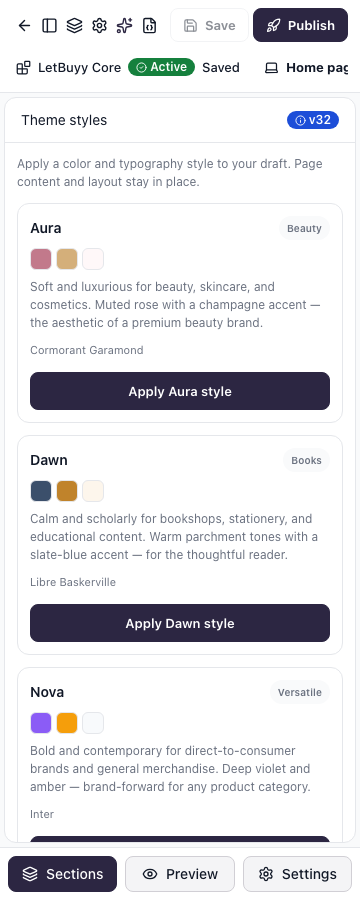 Save
Publish
LetBuyy Core
Active
Saved
Home pag
Theme styles
v32
Apply a color and typography style to your draft. Page
content and layout stay in place.
Aura
Beauty
Soft and luxurious for beauty, skincare, and
cosmetics. Muted rose with a champagne accent —
the aesthetic of a premium beauty brand.
Cormorant Garamond
Apply Aura style
Dawn
Books
Calm and scholarly for bookshops, stationery, and
educational content. Warm parchment tones with a
slate-blue accent — for the thoughtful reader.
Libre Baskerville
Apply Dawn style
Nova
Versatile
Bold and contemporary for direct-to-consumer
brands and general merchandise. Deep violet and
amber — brand-forward for any product category.
Inter
Sections
Preview
Settings